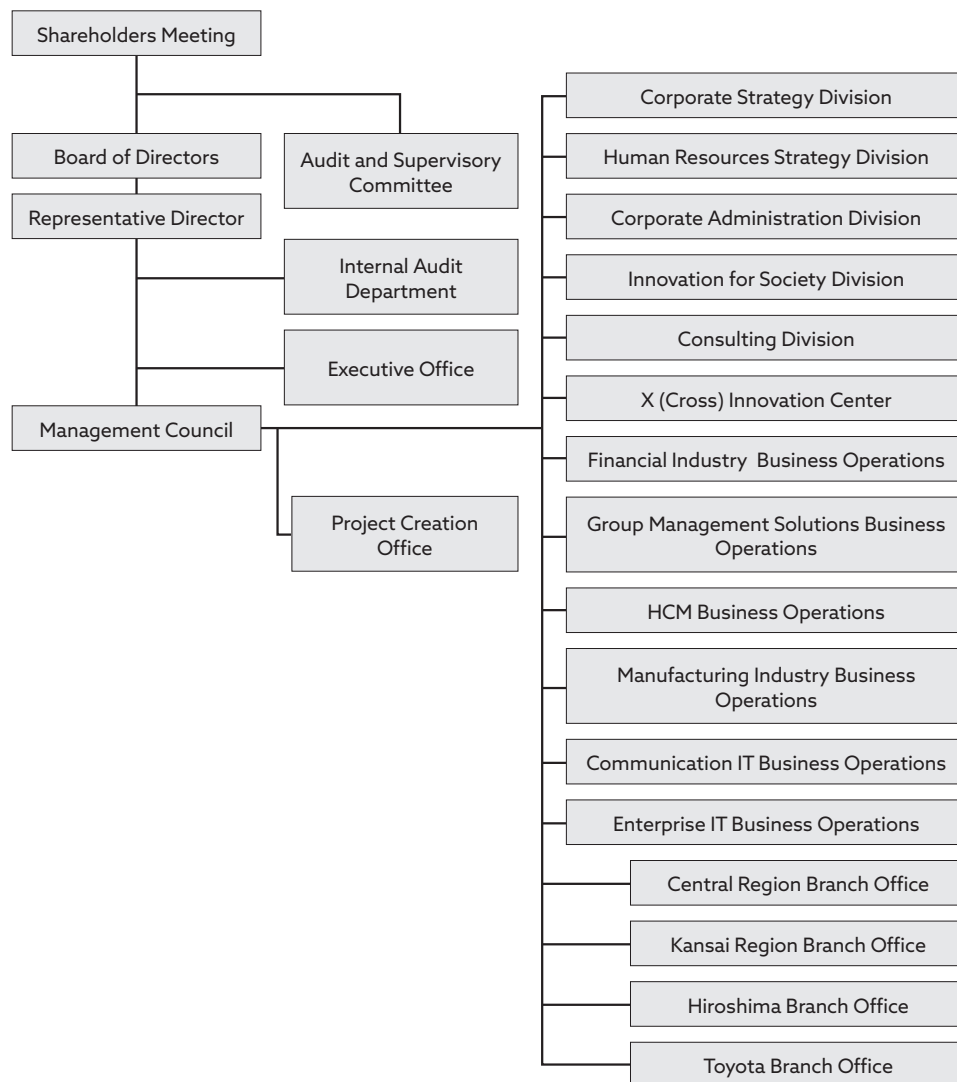 Shareholders Meeting
Board of Directors
Audit and Supervisory
Committee
Representative Director
Internal Audit
Department
Executive Office
Management Council
Project Creation
Office
Corporate Strategy Division
Human Resources Strategy Division
Corporate Administration Division
Innovation for Society Division
Consulting Division
X (Cross) Innovation Center
Financial Industry Business Operations
Group Management Solutions Business
Operations
HCM Business Operations
Manufacturing Industry Business
Operations
Communication IT Business Operations
Enterprise IT Business Operations
Central Region Branch Office
Kansai Region Branch Office
Hiroshima Branch Office
Toyota Branch Office